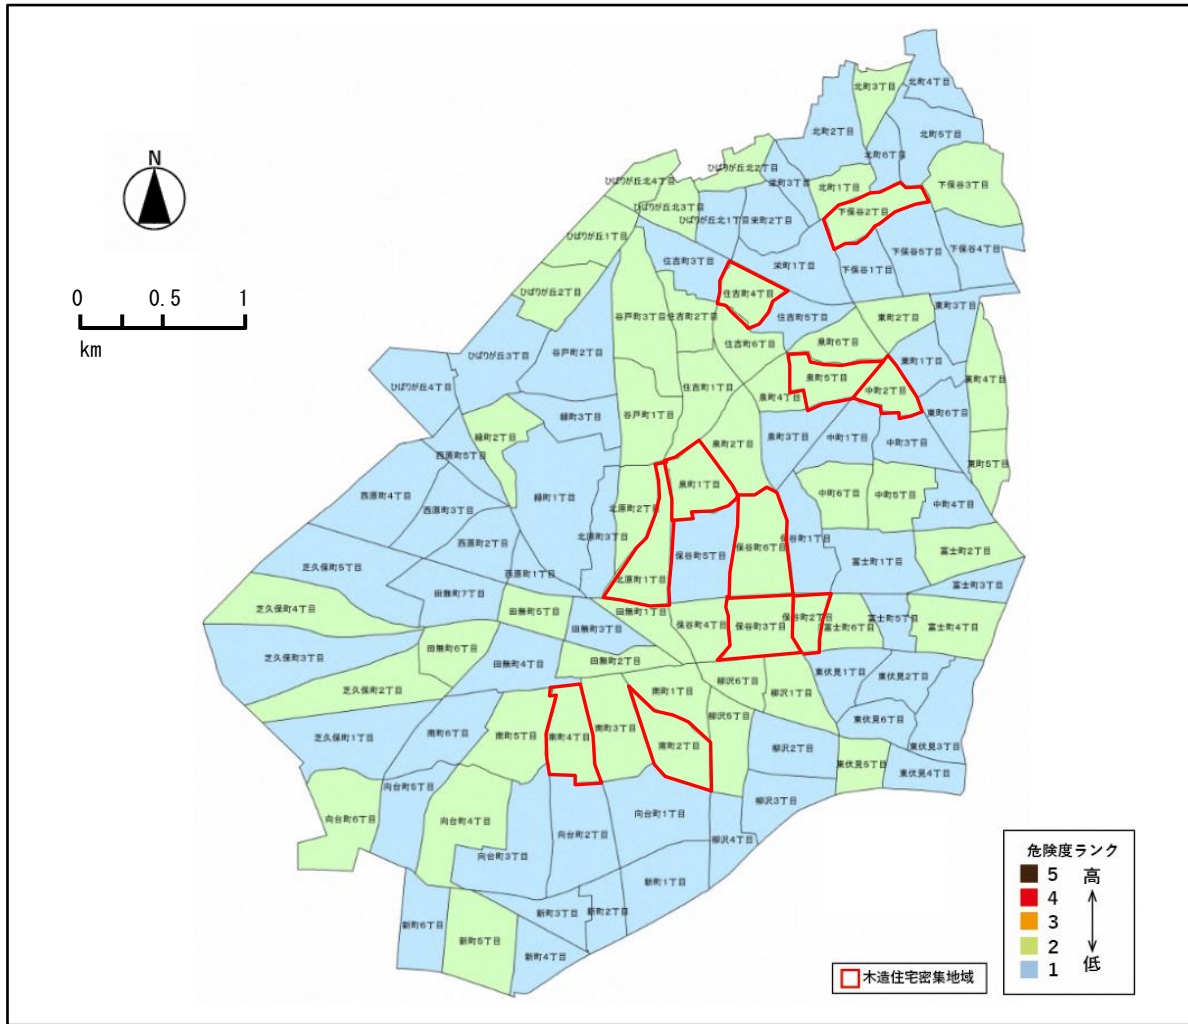 N
0 0.5 1
km
北町4丁目
北町3丁目
北町2丁目
北町5丁目
北町6丁目
ひばりが丘北2丁目
ひばりが丘北4丁目
栄町3丁目
北町1丁目
下保谷3丁目
ひばりが丘北3丁目
ひばりが丘北1丁目
栄町2丁目
下保谷2丁目
ひばりが丘1丁目
住吉町3丁目
栄町1丁目
下保谷1丁目
下保谷5丁目
下保谷4丁目
ひばりが丘2丁目
住吉町4丁目
谷戸町3丁目
住吉町2丁目
住吉町5丁目
東町2丁目
東町3丁目
住吉町6丁目
泉町6丁目
ひばりが丘3丁目
谷戸町2丁目
東町1丁目
ひばりが丘4丁目
住吉町1丁目
泉町5丁目
中町2丁目
東町4丁目
泉町4丁目
緑町3丁目
谷戸町1丁目
東町6丁目
緑町2丁目
泉町2丁目
泉町3丁目
中町1丁目
中町3丁目
西原町5丁目
東町5丁目
西原町4丁目
緑町1丁目
泉町1丁目
中町6丁目
中町5丁目
中町4丁目
西原町3丁目
北原町2丁目
北原町3丁目
保谷町1丁目
西原町2丁目
保谷町5丁目
保谷町6丁目
富士町2丁目
芝久保町5丁目
西原町1丁目
北原町1丁目
富士町1丁目
富士町3丁目
田無町7丁目
芝久保町4丁目
田無町5丁目
田無町1丁目
保谷町4丁目
保谷町3丁目
保谷町2丁目
富士町6丁目
富士町5丁目
富士町4丁目
田無町3丁目
芝久保町3丁目
田無町6丁目
田無町4丁目
田無町2丁目
東伏見1丁目
東伏見2丁目
芝久保町2丁目
南町1丁目
柳沢6丁目
柳沢1丁目
柳沢5丁目
東伏見6丁目
芝久保町1丁目
南町6丁目
南町5丁目
南町4丁目
南町3丁目
南町2丁目
柳沢2丁目
東伏見3丁目
東伏見5丁目
東伏見4丁目
向台町5丁目
柳沢3丁目
向台町6丁目
向台町4丁目
向台町1丁目
向台町2丁目
柳沢4丁目
向台町3丁目
新町1丁目
新町3丁目
新町2丁目
新町6丁目
新町5丁目
新町4丁目
危険度ランク
5 高
4
3
2
1 低
木造住宅密集地域